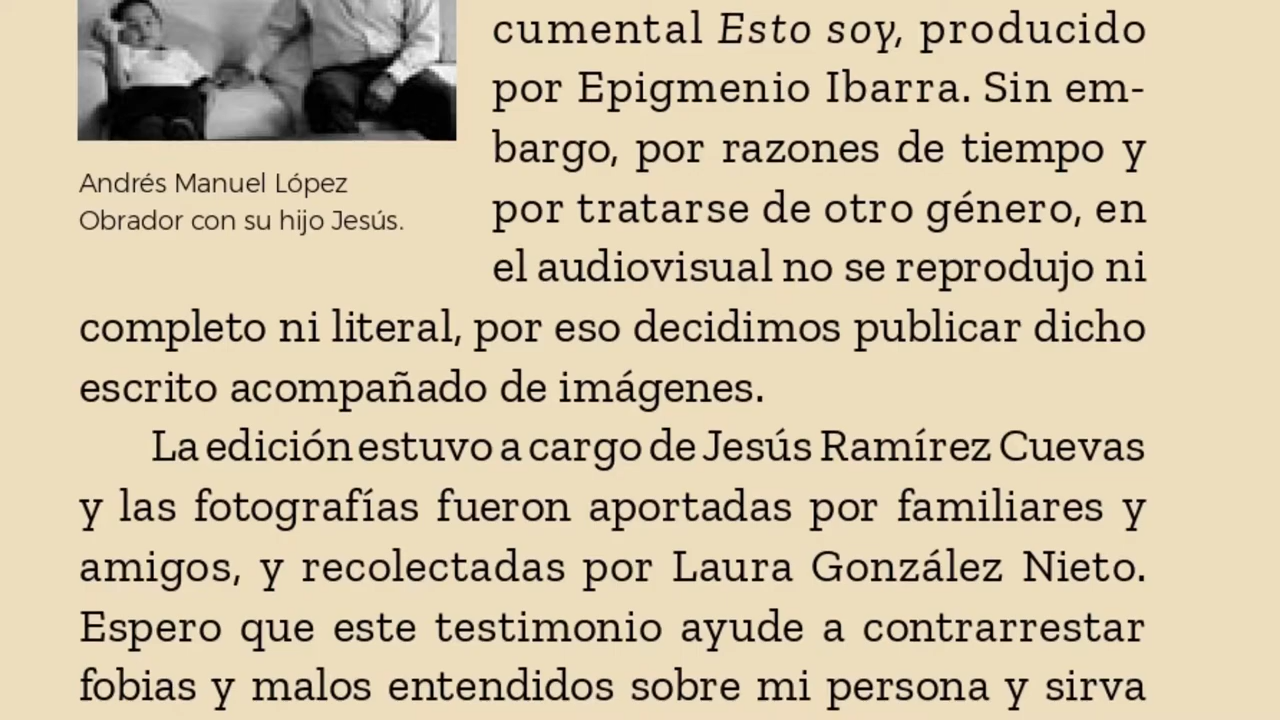 Andrés Manuel López
Obrador con su hijo Jesús.
cumental Esto soy, producido
por Epigmenio Ibarra. Sin em-
bargo, por razones de tiempo y
por tratarse de otro género, en
el audiovisual no se reprodujo ni
completo ni literal, por eso decidimos publicar dicho
escrito acompañado de imágenes.
La edición estuvo a cargo de Jesús Ramírez Cuevas
y las fotografías fueron aportadas por familiares y
amigos, y recolectadas por Laura González Nieto.
Espero que este testimonio ayude a contrarrestar
fobias y malos entendidos sobre mi persona y sirva